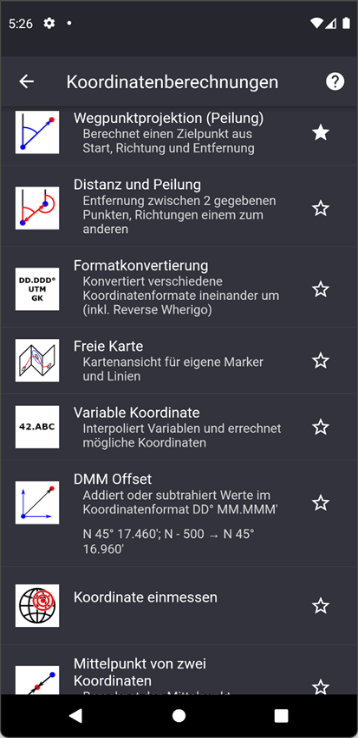 5:26
Koordinatenberechnungen
Wegpunktprojektion (Peilung)
Berechnet einen Zielpunkt aus
Start, Richtung und Entfernung
Distanz und Peilung
Entfernung zwischen 2 gegebenen
Punkten, Richtungen einem zum
anderen
DD.DDD°
UTM
GK
Formatkonvertierung
Konvertiert verschiedene
Koordinatenformate ineinander um
(inkl. Reverse Wherigo)
Freie Karte
Kartenansicht für eigene Marker
und Linien
42.ABC
Variable Koordinate
Interpoliert Variablen und errechnet
mögliche Koordinaten
DMM Offset
Addiert oder subtrahiert Werte im
Koordinatenformat DD° MM.MMM'
N 45° 17.460'; N - 500 → N 45°
16.960'
Koordinate einmessen
Mittelpunkt von zwei
Koordinaten